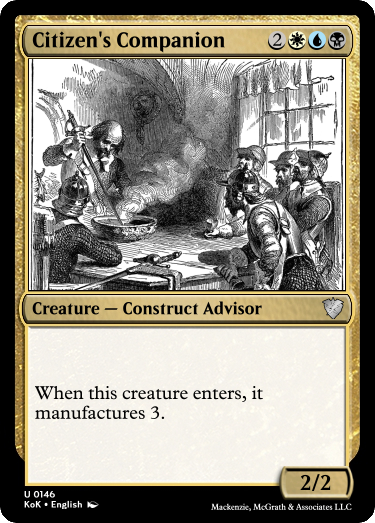 Citizen's Companion 2
Creature — Construct Advisor
When this creature enters, it
manufactures 3.
2/2
U 0146
KoK • English
Mackenzie, McGrath & Associates LLC